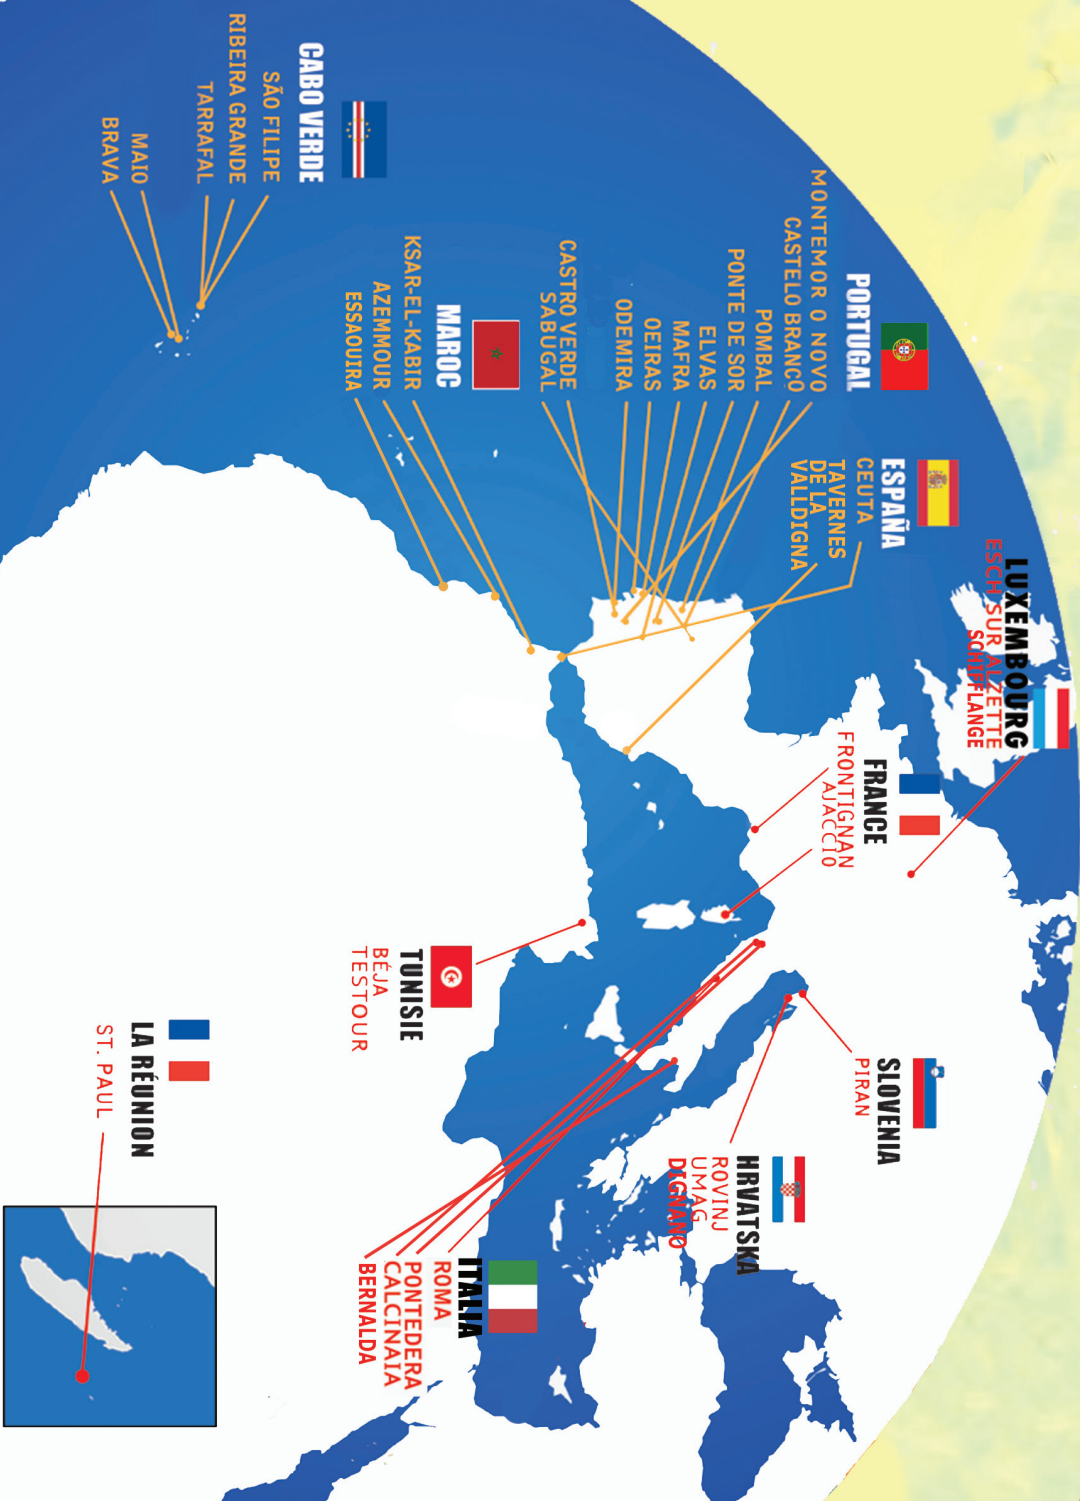 CABO VERDE
SÃO FILIPE
RIBEIRA GRANDE
TARRAFAL
MAIO
BRAVA
PORTUGAL
MONTEMOR O NOVO
CASTELO BRANCO
POMBAL
PONTE DE SOR
ELVAS
MAFRA
OEIRAS
ODEMIRA
CASTRO VERDE
SABUGAL
MAROC
KSAR-EL-KABIR
AZEMMOUR
ESSAOUIRA
ESPAÑA
CEUTA
TAVERNES
DE LA
VALLDIGNA
LUXEMBOURG
ESCH SUR ALZETTE
SCHIFFLANGE
FRANCE
FRONTIGNAN
AJACCIO
TUNISIE
BÉJA
TESTOUR
LA RÉUNION
ST. PAUL
SLOVENIA
PIRAN
HRVATSKA
ROVINJ
UMAG
DIGNANO
ITALIA
ROMA
PONTEDERA
CALCINAIA
BERNALDA